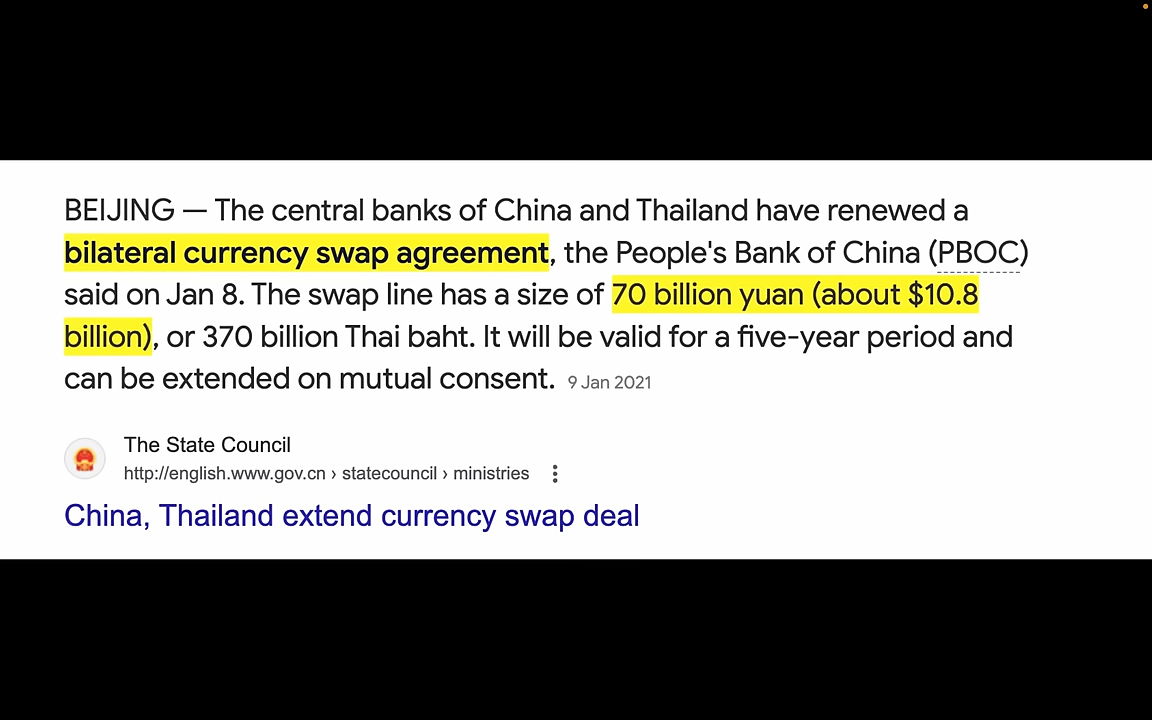 BEIJING — The central banks of China and Thailand have renewed a
bilateral currency swap agreement, the People's Bank of China (PBOC)
said on Jan 8. The swap line has a size of 70 billion yuan (about $10.8
billion), or 370 billion Thai baht. It will be valid for a five-year period and
can be extended on mutual consent. 9 Jan 2021
The State Council
http://english.www.gov.cn › statecouncil › ministries
China, Thailand extend currency swap deal